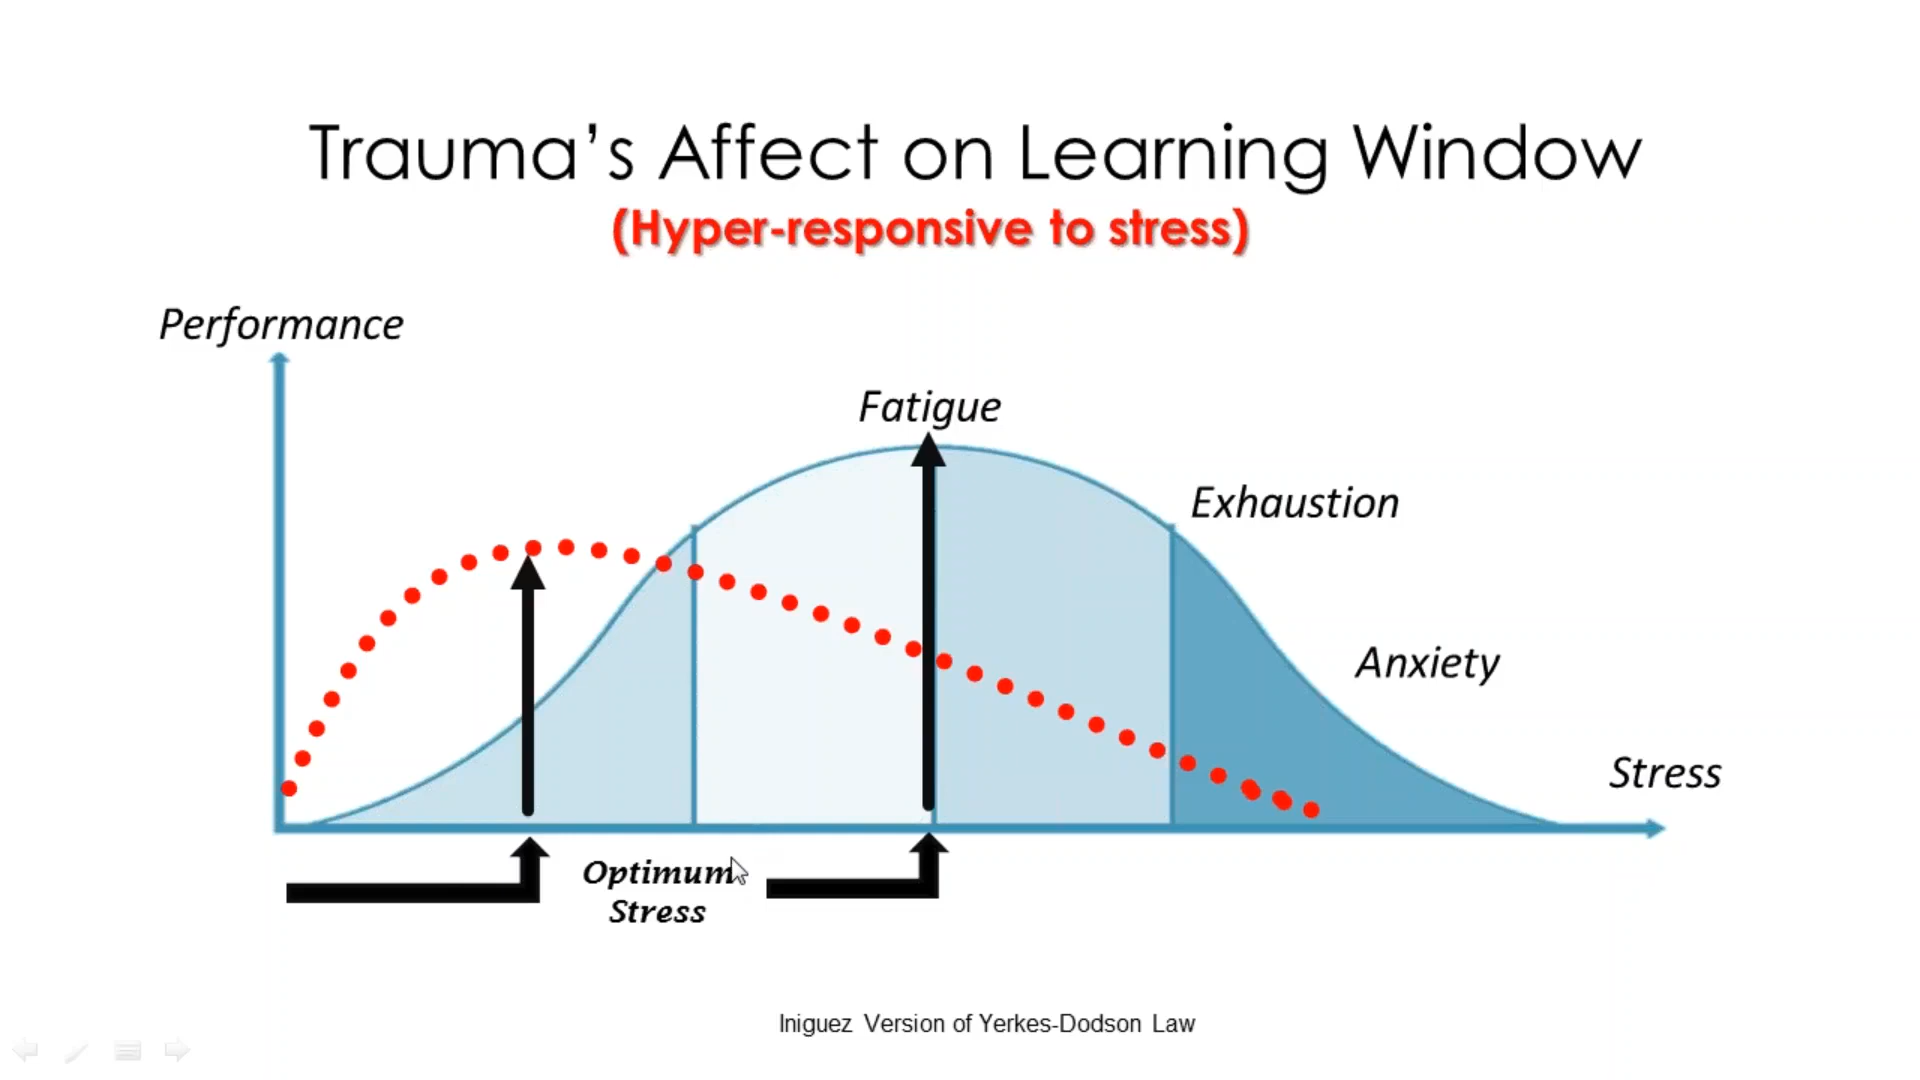 Trauma’s Affect on Learning Window
(Hyper-responsive to stress)
Performance
Fatigue
Exhaustion
Anxiety
Stress
Optimum
Stress
Iniguez Version of Yerkes-Dodson Law